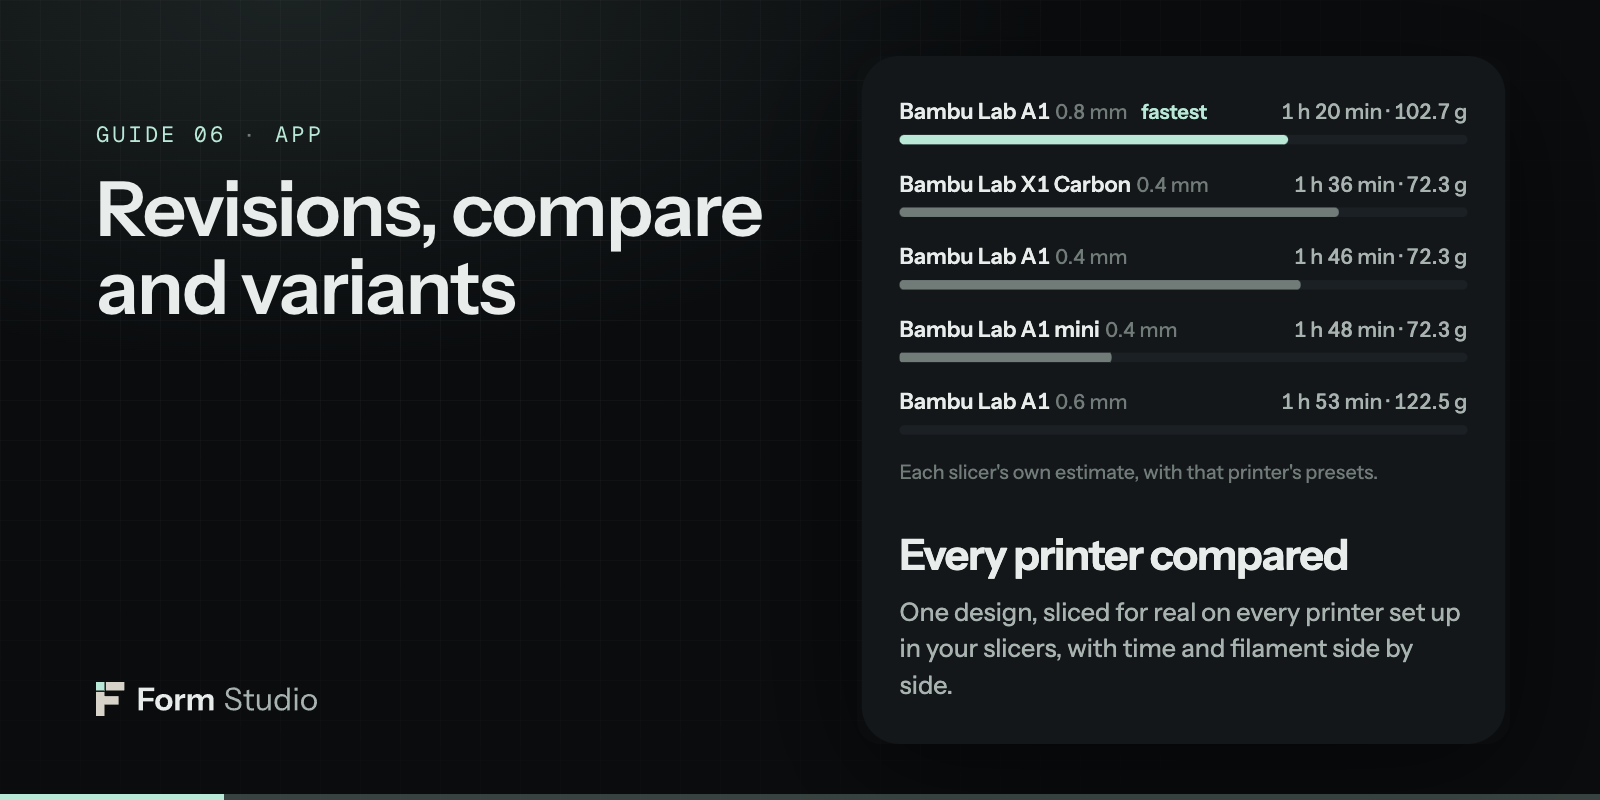 GUIDE 06 · APP
Revisions, compare
and variants
Form Studio
Bambu Lab A1 0.8 mm fastest 1 h 20 min · 102.7 g
Bambu Lab X1 Carbon 0.4 mm 1 h 36 min · 72.3 g
Bambu Lab A1 0.4 mm 1 h 46 min · 72.3 g
Bambu Lab A1 mini 0.4 mm 1 h 48 min · 72.3 g
Bambu Lab A1 0.6 mm 1 h 53 min · 122.5 g
Each slicer's own estimate, with that printer's presets.
Every printer compared
One design, sliced for real on every printer set up
in your slicers, with time and filament side by
side.